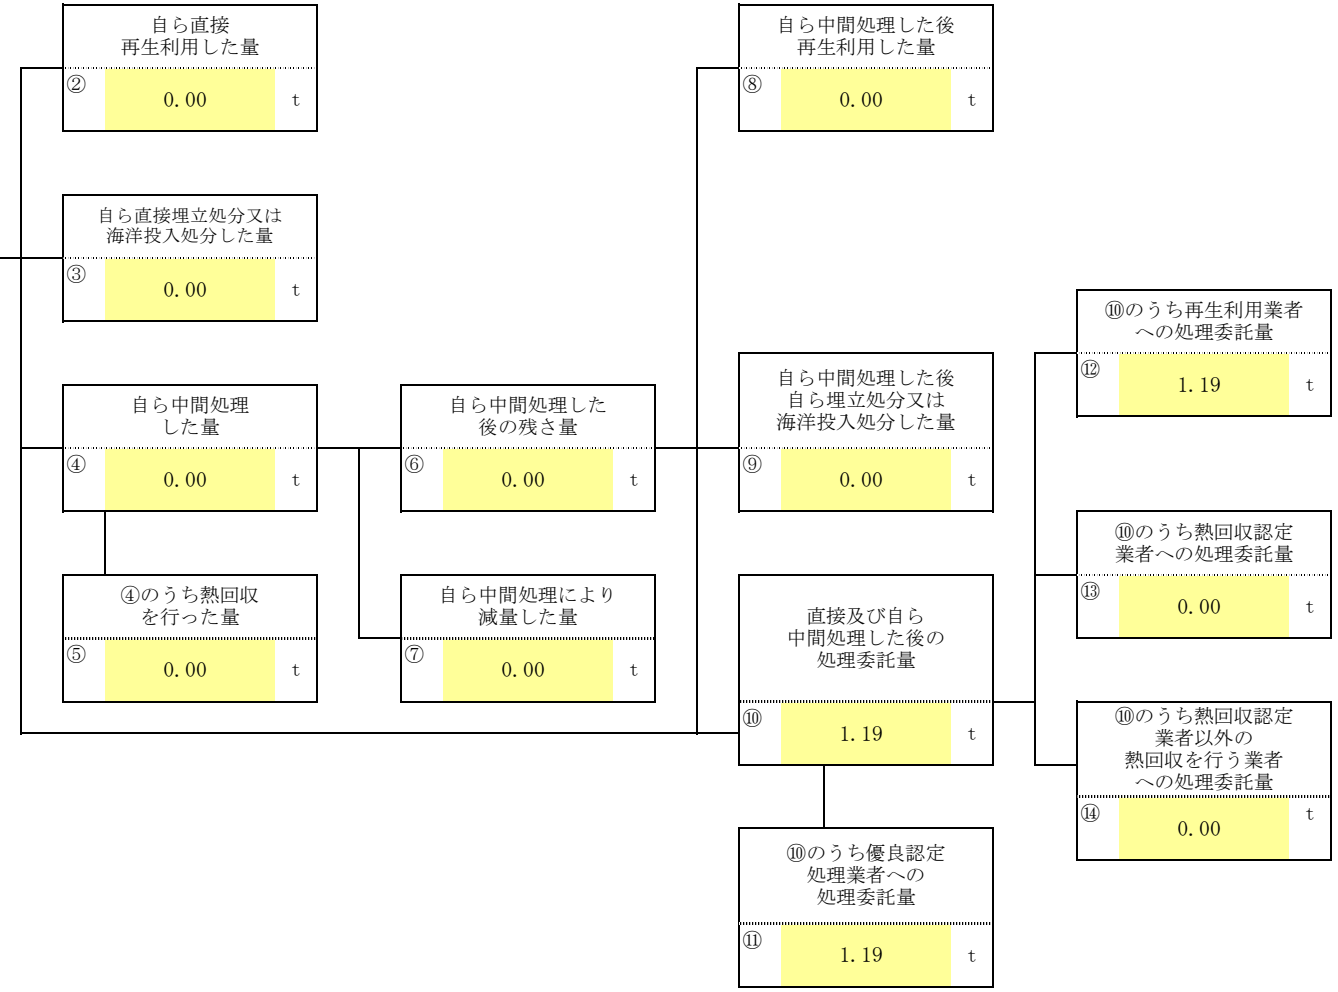 自ら直接
再生利用した量
②
0.00
t
自ら中間処理した後
再生利用した量
⑧
0.00
t
自ら直接埋立処分又は
海洋投入処分した量
③
0.00
t
自ら中間処理
した量
④
0.00
t
自ら中間処理した
後の残さ量
⑥
0.00
t
自ら中間処理した後
自ら埋立処分又は
海洋投入処分した量
⑨
0.00
t
⑩のうち再生利用業者
への処理委託量
⑫
1.19
t
④のうち熱回収
を行った量
⑤
0.00
t
自ら中間処理により
減量した量
⑦
0.00
t
直接及び自ら
中間処理した後の
処理委託量
⑩
1.19
t
⑩のうち熱回収認定
業者への処理委託量
⑬
0.00
t
⑩のうち熱回収認定
業者以外の
熱回収を行う業者
への処理委託量
⑭
0.00
t
⑩のうち優良認定
処理業者への
処理委託量
⑪
1.19
t